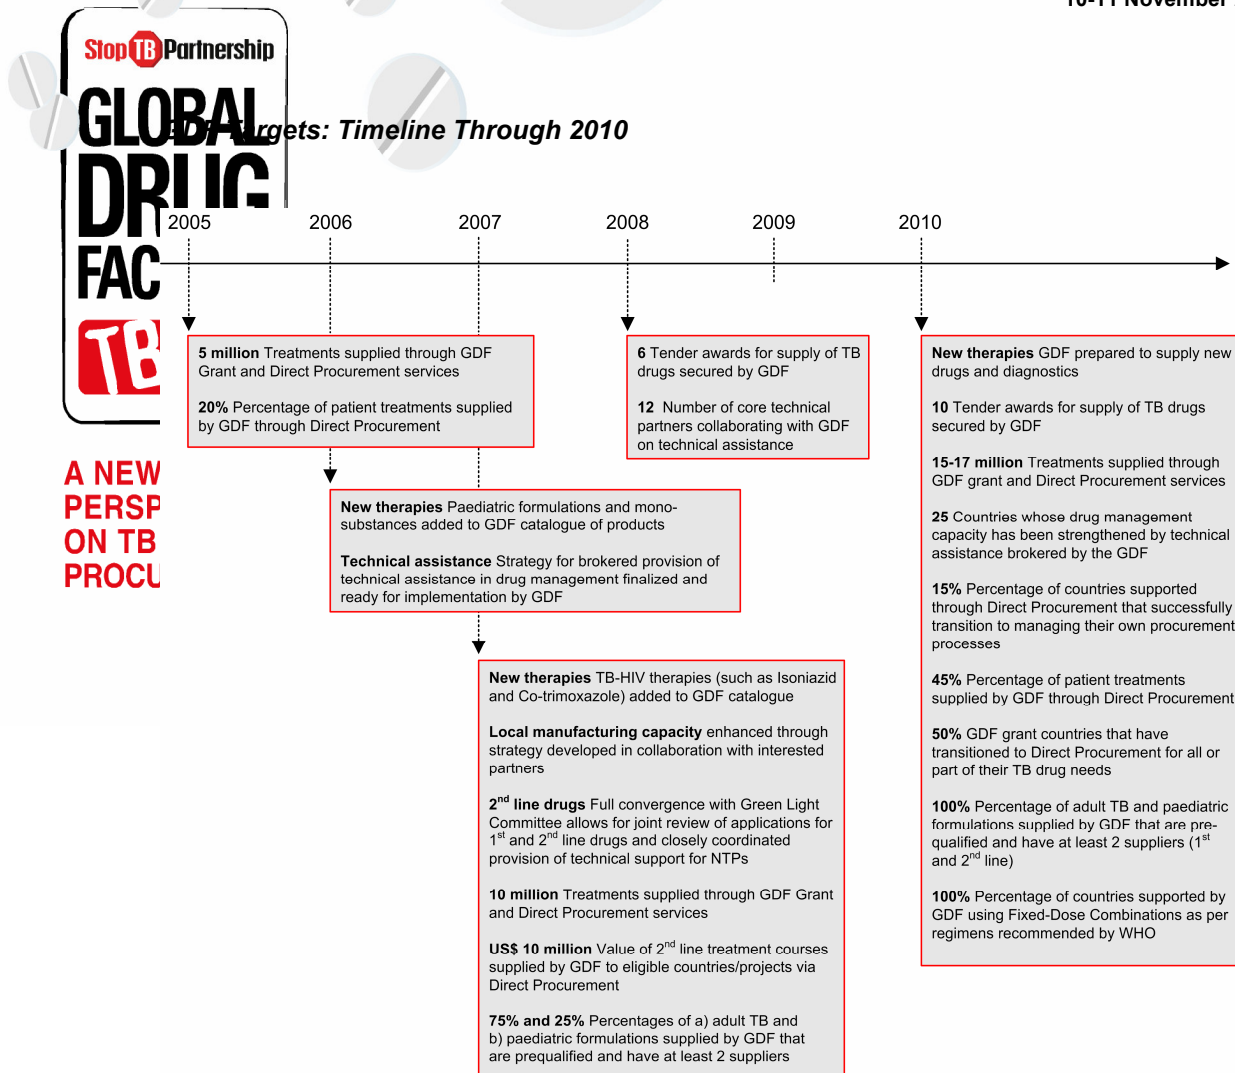 10-11 November
Stop TB Partnership
GLOBAL
DRUG
FAC
TB
A NEW
PERSP
ON TB
PROCU
GDF Targets: Timeline Through 2010
2005 2006 2007 2008 2009 2010
5 million Treatments supplied through GDF
Grant and Direct Procurement services
20% Percentage of patient treatments supplied
by GDF through Direct Procurement
New therapies Paediatric formulations and mono-
substances added to GDF catalogue of products
Technical assistance Strategy for brokered provision of
technical assistance in drug management finalized and
ready for implementation by GDF
New therapies TB-HIV therapies (such as Isoniazid
and Co-trimoxazole) added to GDF catalogue
Local manufacturing capacity enhanced through
strategy developed in collaboration with interested
partners
2nd line drugs Full convergence with Green Light
Committee allows for joint review of applications for
1st and 2nd line drugs and closely coordinated
provision of technical support for NTPs
10 million Treatments supplied through GDF Grant
and Direct Procurement services
US$ 10 million Value of 2nd line treatment courses
supplied by GDF to eligible countries/projects via
Direct Procurement
75% and 25% Percentages of a) adult TB and
b) paediatric formulations supplied by GDF that
are prequalified and have at least 2 suppliers
6 Tender awards for supply of TB
drugs secured by GDF
12 Number of core technical
partners collaborating with GDF
on technical assistance
New therapies GDF prepared to supply new
drugs and diagnostics
10 Tender awards for supply of TB drugs
secured by GDF
15-17 million Treatments supplied through
GDF grant and Direct Procurement services
25 Countries whose drug management
capacity has been strengthened by technical
assistance brokered by the GDF
15% Percentage of countries supported
through Direct Procurement that successfully
transition to managing their own procurement
processes
45% Percentage of patient treatments
supplied by GDF through Direct Procurement
50% GDF grant countries that have
transitioned to Direct Procurement for all or
part of their TB drug needs
100% Percentage of adult TB and paediatric
formulations supplied by GDF that are pre-
qualified and have at least 2 suppliers (1st
and 2nd line)
100% Percentage of countries supported by
GDF using Fixed-Dose Combinations as per
regimens recommended by WHO